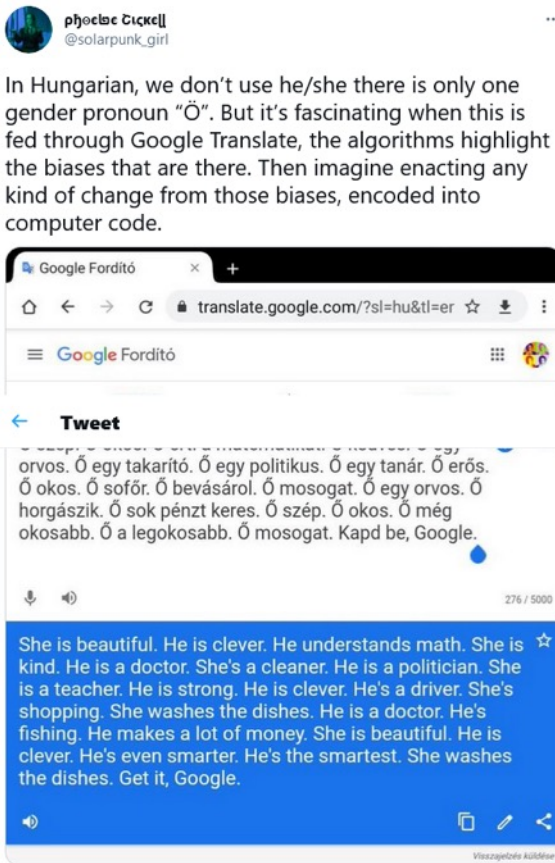 @solarpunk_girl
In Hungarian, we don’t use he/she there is only one
gender pronoun “Ö”. But it’s fascinating when this is
fed through Google Translate, the algorithms highlight
the biases that are there. Then imagine enacting any
kind of change from those biases, encoded into
computer code.
Google Fordító
translate.google.com/?sl=hu&tl=er
Google Fordító
Tweet
Ő szép. Ő okos. Ő érti a matematikát. Ő kedves. Ő egy
orvos. Ő egy takarító. Ő egy politikus. Ő egy tanár. Ő erős.
Ő okos. Ő sofőr. Ő bevásárol. Ő mosogat. Ő egy orvos. Ő
horgászik. Ő sok pénzt keres. Ő szép. Ő okos. Ő még
okosabb. Ő a legokosabb. Ő mosogat. Kapd be, Google.
276 / 5000
She is beautiful. He is clever. He understands math. She is
kind. He is a doctor. She's a cleaner. He is a politician. She
is a teacher. He is strong. He is clever. He's a driver. She's
shopping. She washes the dishes. He is a doctor. He's
fishing. He makes a lot of money. She is beautiful. He is
clever. He's even smarter. He's the smartest. She washes
the dishes. Get it, Google.
Visszajelzés küldése